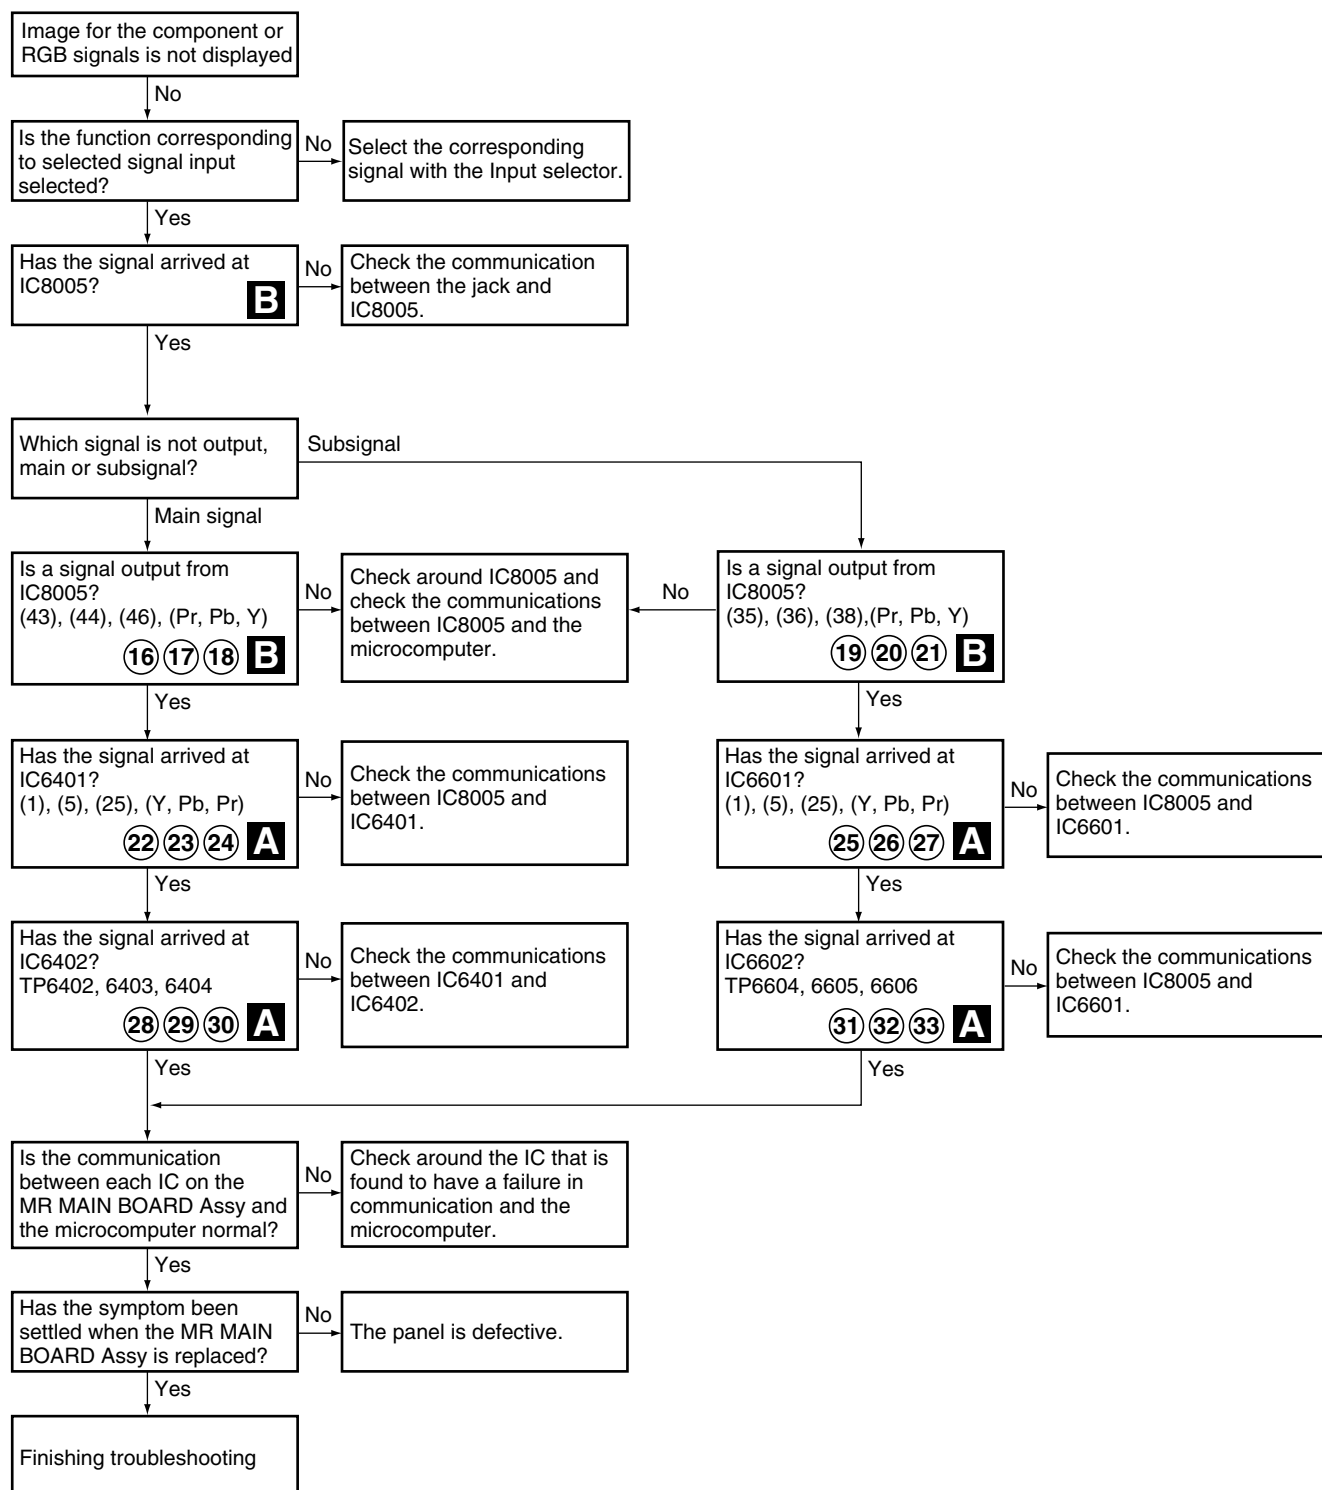 Image for the component or
RGB signals is not displayed
No
Is the function corresponding
to selected signal input
selected?
No
Select the corresponding
signal with the Input selector.
Yes
Has the signal arrived at
IC8005?
B
No
Check the communication
between the jack and
IC8005.
Yes
Which signal is not output,
main or subsignal?
Subsignal
Main signal
Is a signal output from
IC8005?
(43), (44), (46), (Pr, Pb, Y)
16 17 18 B
No
Check around IC8005 and
check the communications
between IC8005 and the
microcomputer.
No
Is a signal output from
IC8005?
(35), (36), (38),(Pr, Pb, Y)
19 20 21 B
Yes
Yes
Has the signal arrived at
IC6401?
(1), (5), (25), (Y, Pb, Pr)
22 23 24 A
No
Check the communications
between IC8005 and
IC6401.
Has the signal arrived at
IC6601?
(1), (5), (25), (Y, Pb, Pr)
25 26 27 A
No
Check the communications
between IC8005 and
IC6601.
Yes
Yes
Has the signal arrived at
IC6402?
TP6402, 6403, 6404
28 29 30 A
No
Check the communications
between IC6401 and
IC6402.
Has the signal arrived at
IC6602?
TP6604, 6605, 6606
31 32 33 A
No
Check the communications
between IC8005 and
IC6601.
Yes
Yes
Is the communication
between each IC on the
MR MAIN BOARD Assy and
the microcomputer normal?
No
Check around the IC that is
found to have a failure in
communication and the
microcomputer.
Yes
Has the symptom been
settled when the MR MAIN
BOARD Assy is replaced?
No
The panel is defective.
Yes
Finishing troubleshooting